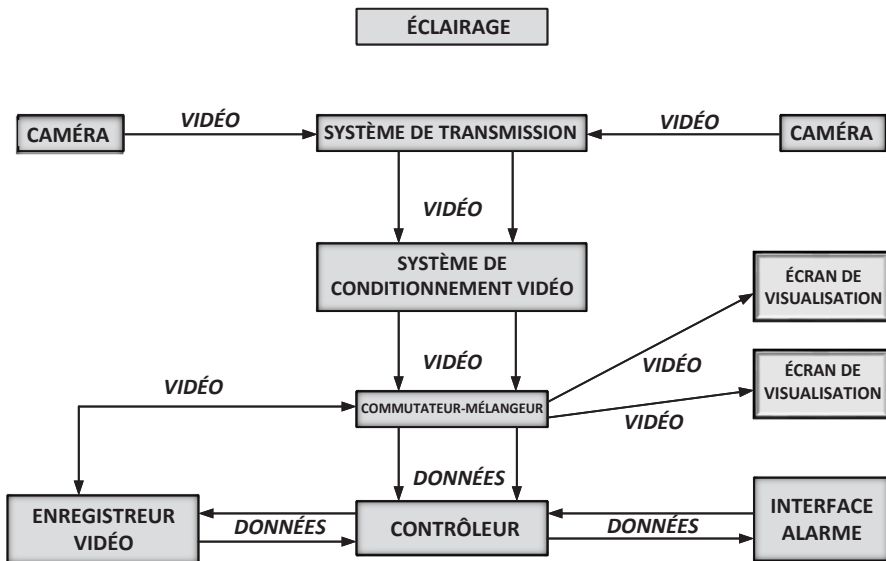 ÉCLAIRAGE
VIDÉO
VIDÉO
CAMÉRA
SYSTÈME DE TRANSMISSION
CAMÉRA
VIDÉO
SYSTÈME DE
CONDITIONNEMENT VIDÉO
ÉCRAN DE
VISUALISATION
VIDÉO
VIDÉO
ÉCRAN DE
VISUALISATION
VIDÉO
COMMUTATEUR-MÉLANGEUR
VIDÉO
DONNÉES
ENREGISTREUR
VIDÉO
DONNÉES
CONTRÔLEUR
DONNÉES
INTERFACE
ALARME